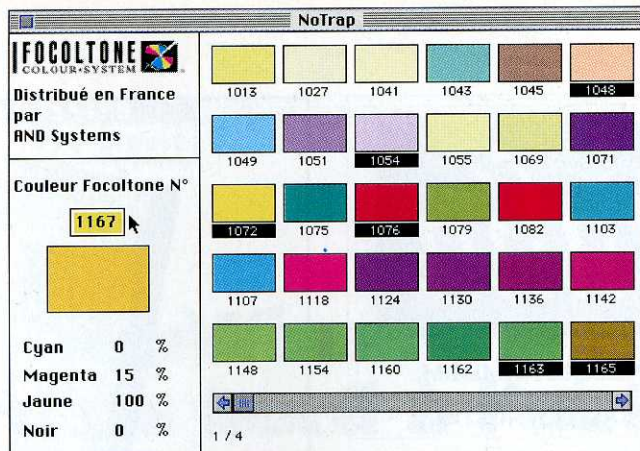 NoTrap
FOCOLTONE
COLOUR·SYSTEM
Distribué en France
par
AND Systems
Couleur Focoltone N°
1167
Cyan 0 %
Magenta 15 %
Jaune 100 %
Noir 0 %
1013 1027 1041 1043 1045 1048
1049 1051 1054 1055 1069 1071
1072 1075 1076 1079 1082 1103
1107 1118 1124 1130 1136 1142
1148 1154 1160 1162 1163 1165
1 / 4